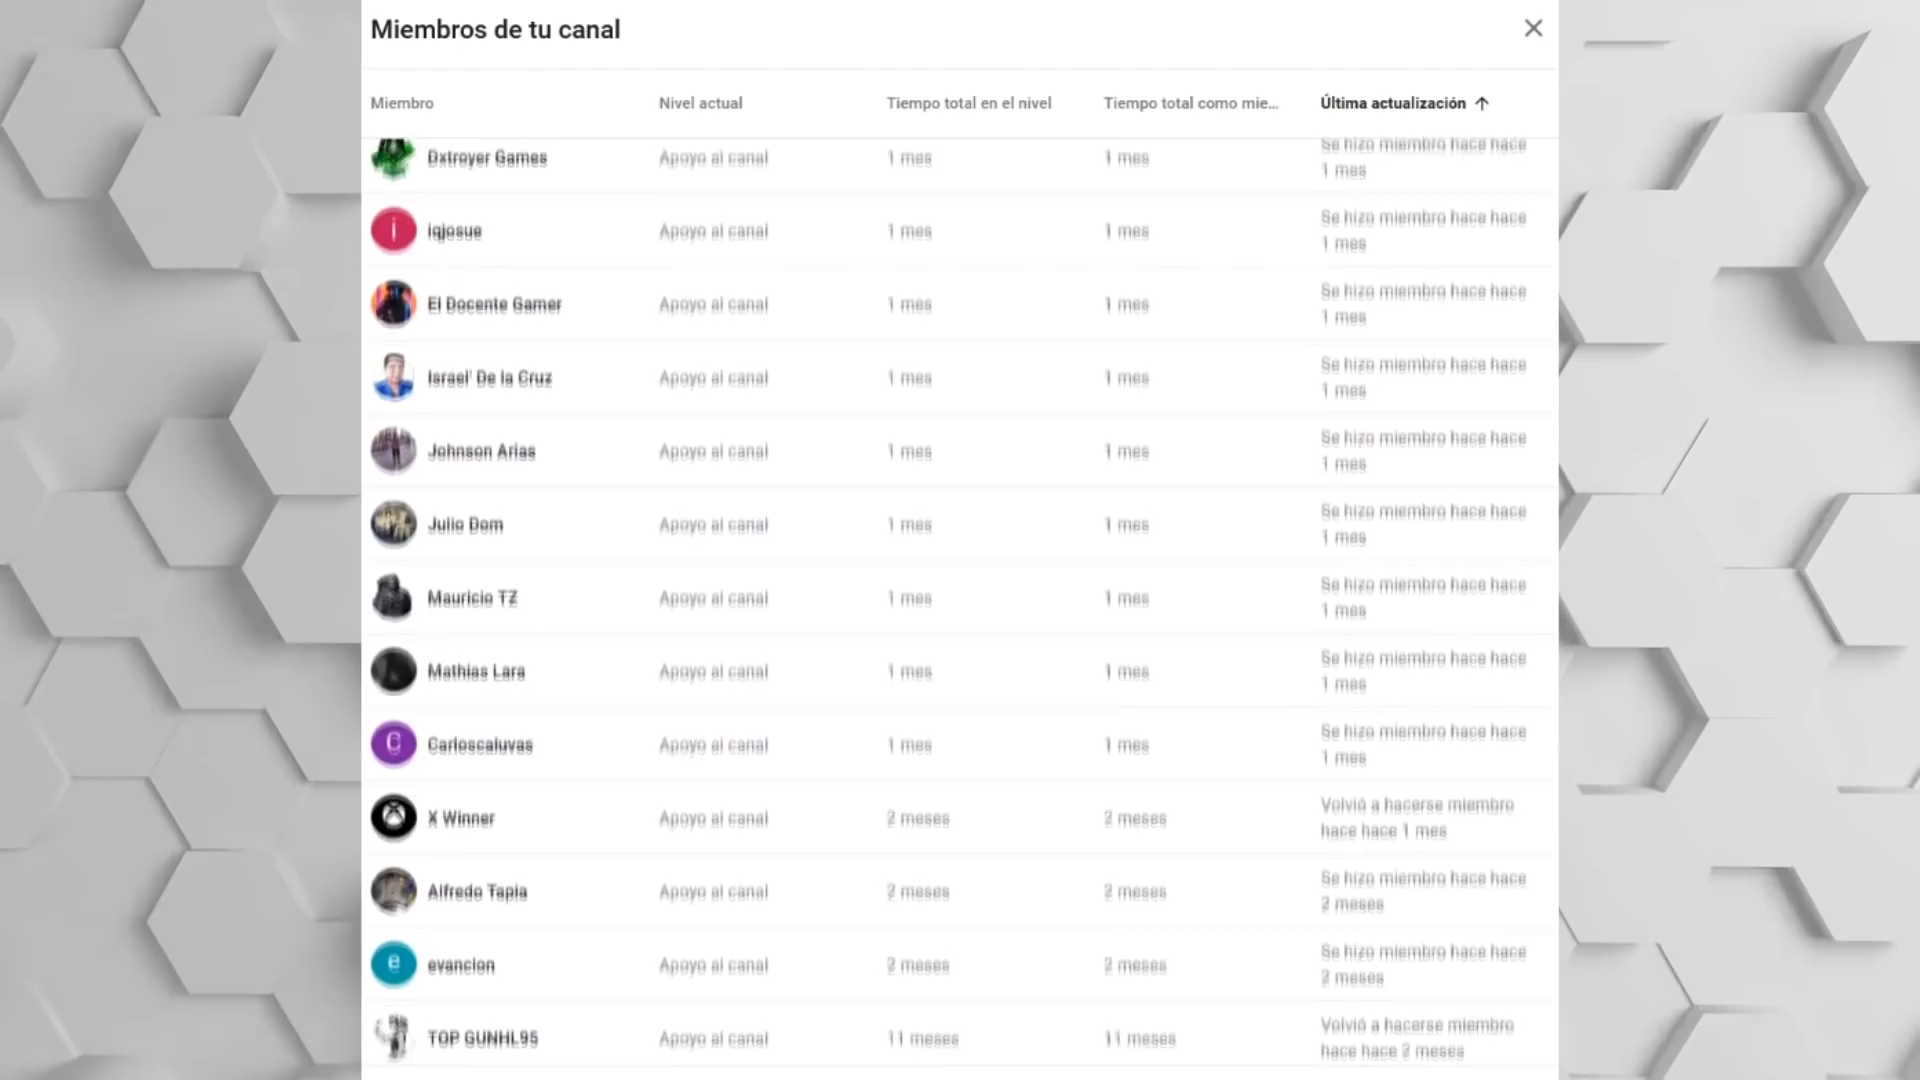 Miembros de tu canal
Miembro Nivel actual Tiempo total en el nivel Tiempo total como mie... Última actualización
Dxtroyer Games Apoyo al canal 1 mes 1 mes Se hizo miembro hace hace
1 mes
i iqjosue Apoyo al canal 1 mes 1 mes Se hizo miembro hace hace
1 mes
El Docente Gamer Apoyo al canal 1 mes 1 mes Se hizo miembro hace hace
1 mes
Israel' De la Cruz Apoyo al canal 1 mes 1 mes Se hizo miembro hace hace
1 mes
Johnson Arias Apoyo al canal 1 mes 1 mes Se hizo miembro hace hace
1 mes
Julio Dom Apoyo al canal 1 mes 1 mes Se hizo miembro hace hace
1 mes
Mauricio TZ Apoyo al canal 1 mes 1 mes Se hizo miembro hace hace
1 mes
Mathias Lara Apoyo al canal 1 mes 1 mes Se hizo miembro hace hace
1 mes
C Carloscaluvas Apoyo al canal 1 mes 1 mes Se hizo miembro hace hace
1 mes
X Winner Apoyo al canal 2 meses 2 meses Volvió a hacerse miembro
hace hace 1 mes
Alfredo Tapia Apoyo al canal 2 meses 2 meses Se hizo miembro hace hace
2 meses
e evancion Apoyo al canal 2 meses 2 meses Se hizo miembro hace hace
2 meses
TOP GUNHL95 Apoyo al canal 11 meses 11 meses Volvió a hacerse miembro
hace hace 2 meses